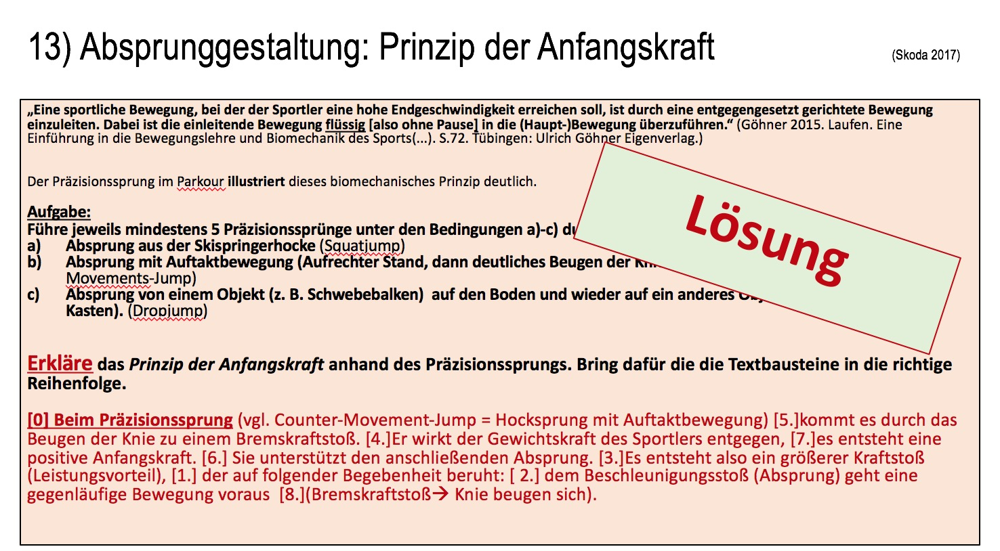 13) Absprunggestaltung: Prinzip der Anfangskraft
(Skoda 2017)
„Eine sportliche Bewegung, bei der der Sportler eine hohe Endgeschwindigkeit erreichen soll, ist durch eine entgegengesetzt gerichtete Bewegung
einzuleiten. Dabei ist die einleitende Bewegung flüssig [also ohne Pause] in die (Haupt-)Bewegung überzuführen.“ (Göhner 2015. Laufen. Eine
Einführung in die Bewegungslehre und Biomechanik des Sports(...). S.72. Tübingen: Ulrich Göhner Eigenverlag.)
Der Präzisionssprung im Parkour illustriert dieses biomechanisches Prinzip deutlich.
Lösung
Aufgabe:
Führe jeweils mindestens 5 Präzisionssprünge unter den Bedingungen a)-c)
a) Absprung aus der Skispringerhocke (Squatjump)
b) Absprung mit Auftaktbewegung (Aufrechter Stand, dann deutliches Beugen der
Movements-Jump)
c) Absprung von einem Objekt (z. B. Schwebebalken) auf den Boden und wieder auf ein anderes
Kasten). (Dropjump)
Erkläre das Prinzip der Anfangskraft anhand des Präzisionssprungs. Bring dafür die die Textbausteine in die richtige
Reihenfolge.
[0] Beim Präzisionssprung (vgl. Counter-Movement-Jump = Hocksprung mit Auftaktbewegung) [5.]kommt es durch das
Beugen der Knie zu einem Bremskraftstoß. [4.]Er wirkt der Gewichtskraft des Sportlers entgegen, [7.]es entsteht eine
positive Anfangskraft. [6.] Sie unterstützt den anschließenden Absprung. [3.]Es entsteht also ein größerer Kraftstoß
(Leistungsvorteil), [1.] der auf folgender Begebenheit beruht: [ 2.] dem Beschleunigungsstoß (Absprung) geht eine
gegenläufige Bewegung voraus [8.](Bremskraftstoß→ Knie beugen sich).